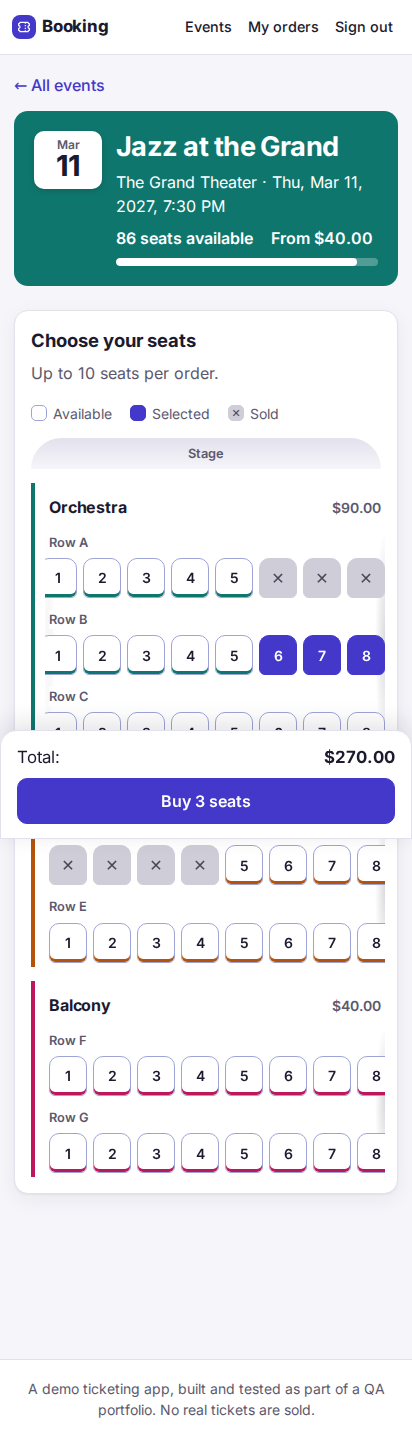 Booking Events My orders Sign out
← All events
Mar
11
Jazz at the Grand
The Grand Theater · Thu, Mar 11,
2027, 7:30 PM
86 seats available From $40.00
Choose your seats
Up to 10 seats per order.
Available Selected × Sold
Stage
Orchestra $90.00
Row A
1 2 3 4 5 × × ×
Row B
1 2 3 4 5 6 7 8
Row C
Total: $270.00
Buy 3 seats
× × × × 5 6 7 8
Row E
1 2 3 4 5 6 7 8
Balcony $40.00
Row F
1 2 3 4 5 6 7 8
Row G
1 2 3 4 5 6 7 8
A demo ticketing app, built and tested as part of a QA
portfolio. No real tickets are sold.